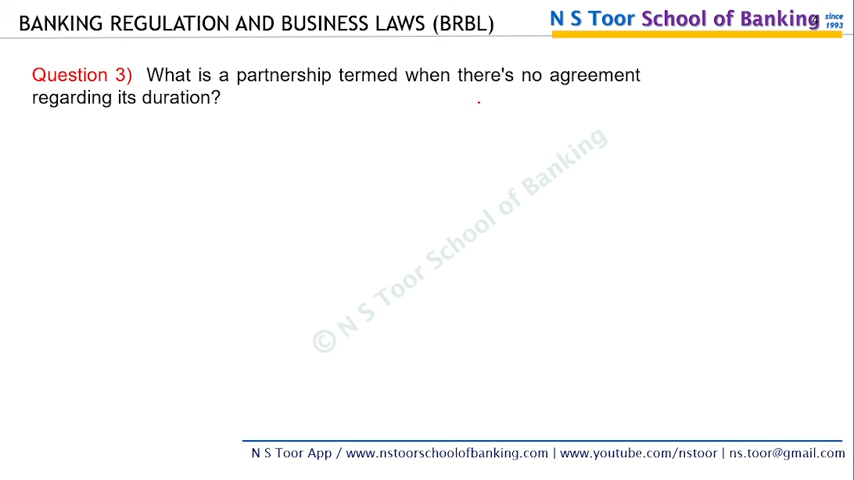 BANKING REGULATION AND BUSINESS LAWS (BRBL)
N S Toor School of Banking since 1993
Question 3) What is a partnership termed when there's no agreement
regarding its duration?
© N S Toor School of Banking
N S Toor App / www.nstoorschoolofbanking.com | www.youtube.com/nstoor | ns.toor@gmail.com